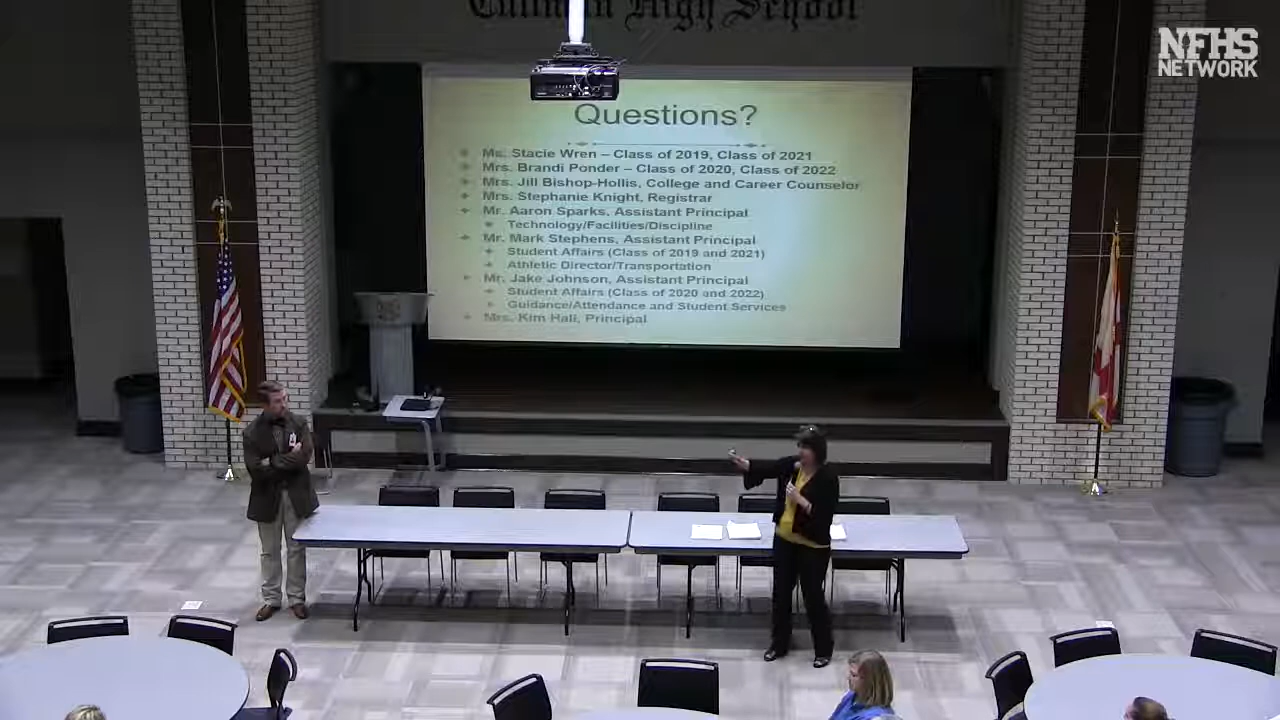 Cullman High School
NFHS
NETWORK
Questions?
Ms. Stacie Wren – Class of 2019, Class of 2021
Mrs. Brandi Ponder – Class of 2020, Class of 2022
Mrs. Jill Bishop-Hollis, College and Career Counselor
Mrs. Stephanie Knight, Registrar
Mr. Aaron Sparks, Assistant Principal
Technology/Facilities/Discipline
Mr. Mark Stephens, Assistant Principal
Student Affairs (Class of 2019 and 2021)
Athletic Director/Transportation
Mr. Jake Johnson, Assistant Principal
Student Affairs (Class of 2020 and 2022)
Guidance/Attendance and Student Services
Mrs. Kim Hall, Principal